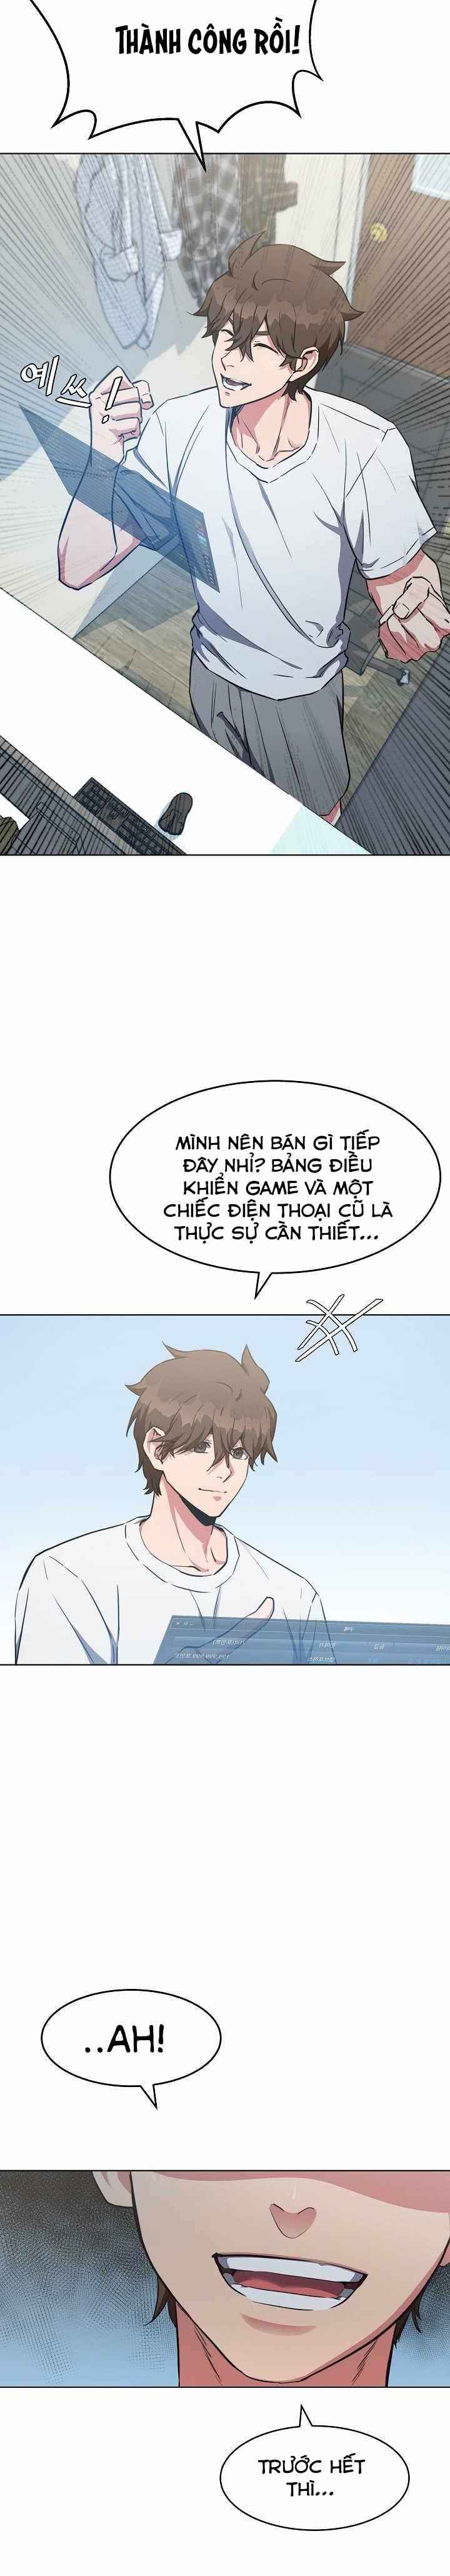 THÀNH CÔNG RỒI!
예쓰!
MÌNH NÊN BÁN GÌ TIẾP
ĐÂY NHỈ? BẢNG ĐIỀU
KHIỂN GAME VÀ MỘT
CHIẾC ĐIỆN THOẠI CŨ LÀ
THỰC SỰ CẦN THIẾT...
..AH!
TRƯỚC HẾT
THÌ...